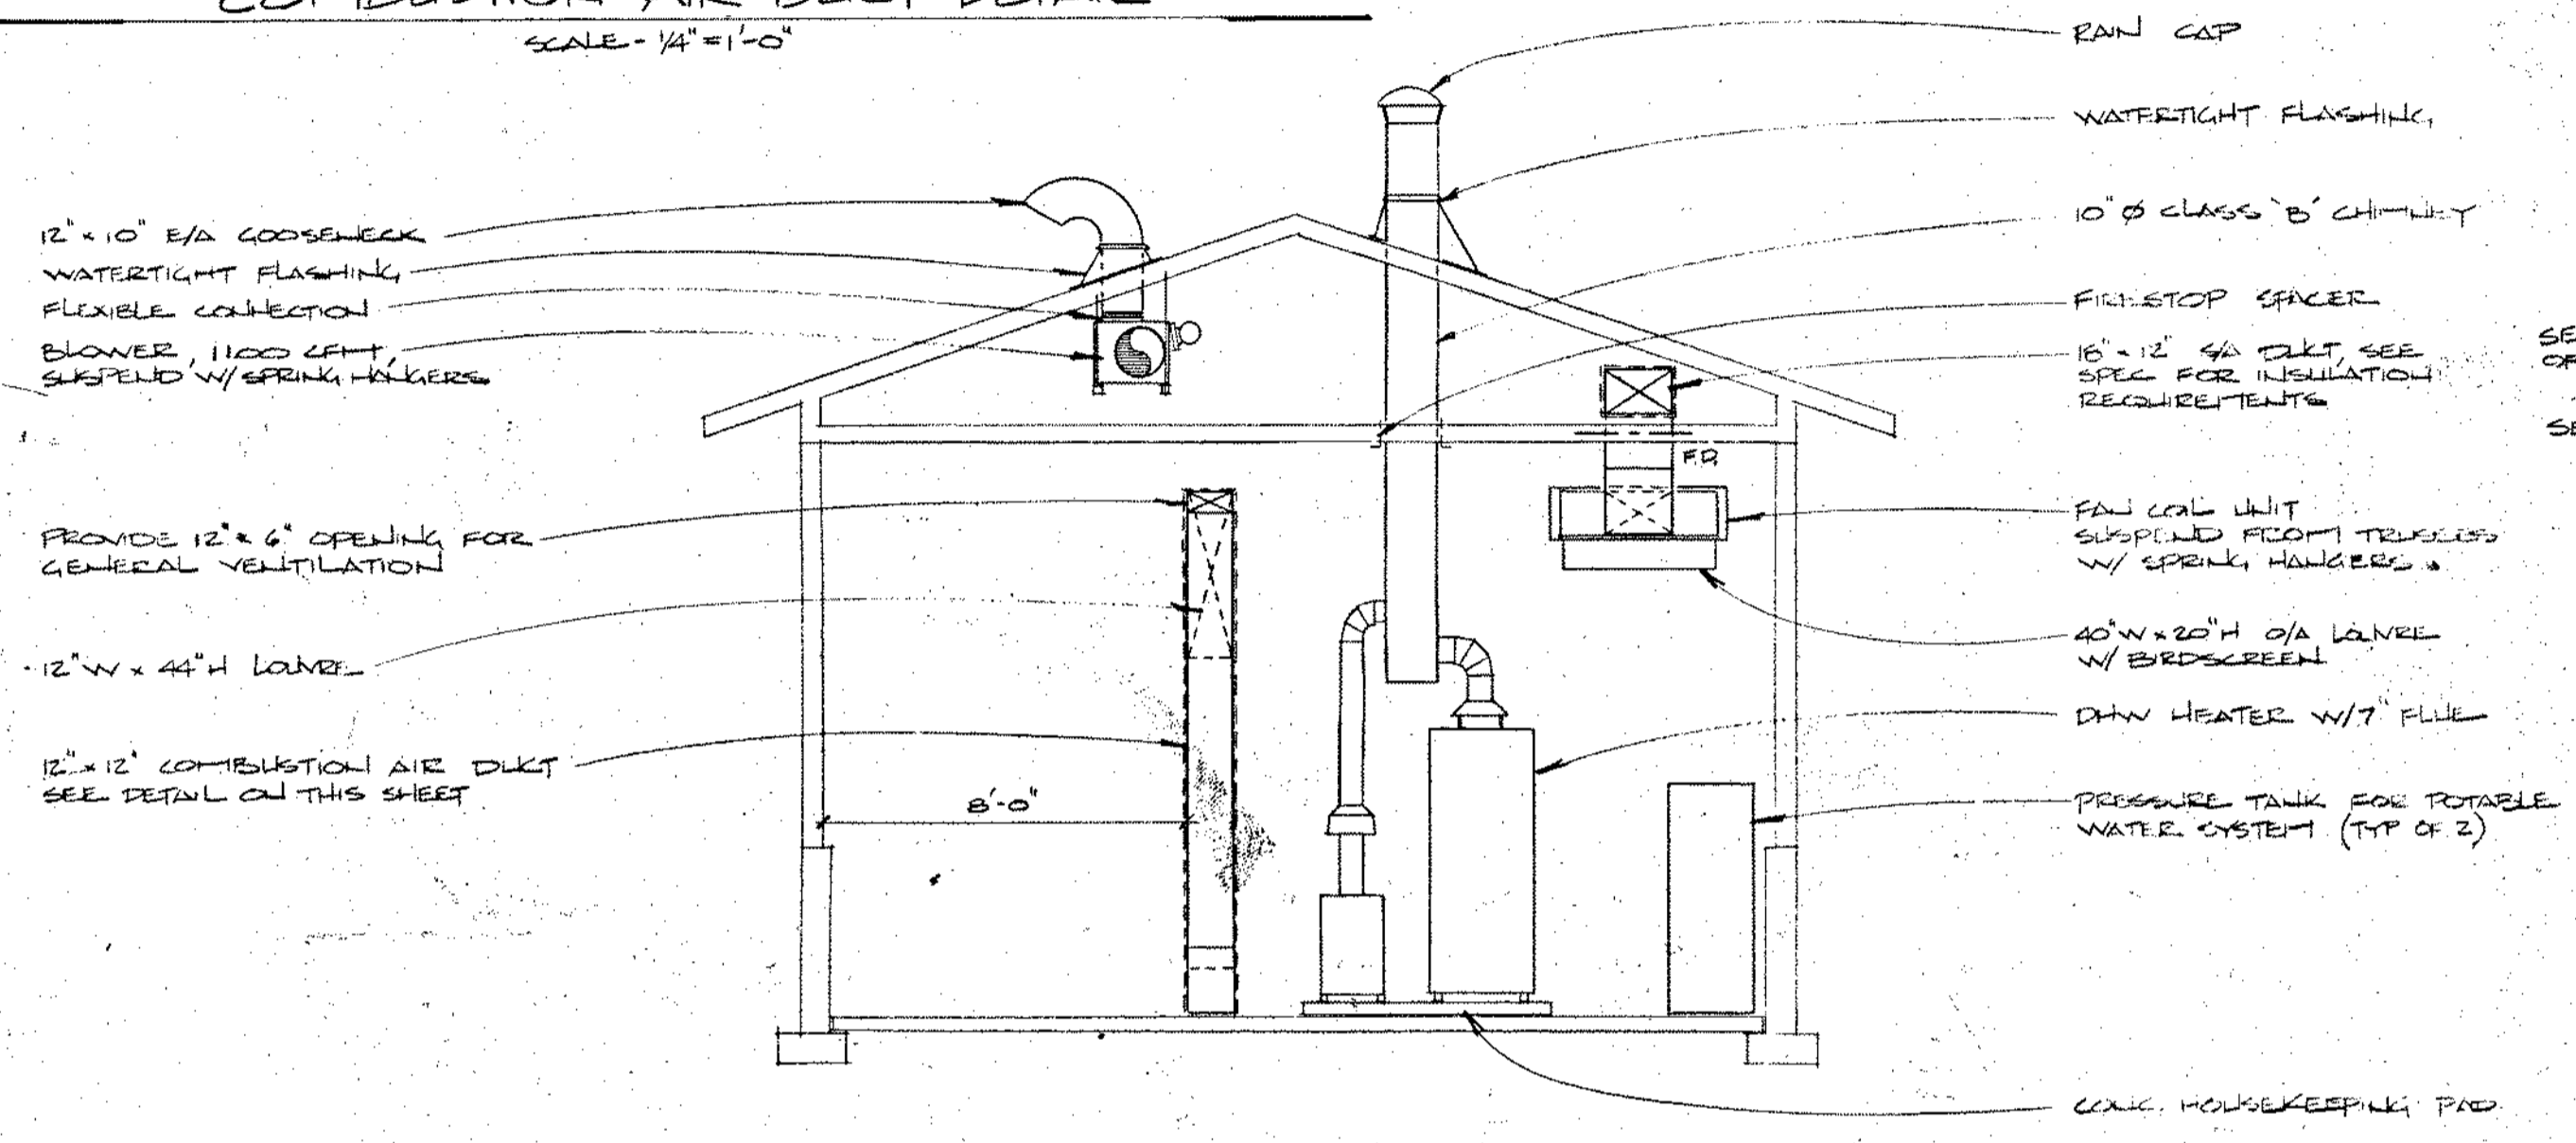 COMBUSTION AIR DUCT DETAIL
SCALE - 1/4" = 1'-0"
12" x 10" E/A GOOSENECK
WATERTIGHT FLASHING
FLEXIBLE CONNECTION
BLOWER, 1100 CFM,
SUSPEND W/ SPRING HANGERS
PROVIDE 12" x 6" OPENING FOR
GENERAL VENTILATION
12"W x 44"H LOUVRE
12" x 12" COMBUSTION AIR DUCT
SEE DETAIL ON THIS SHEET
8'-0"
F.D.
RAIN CAP
WATERTIGHT FLASHING
10" Ø CLASS 'B' CHIMNEY
FIRESTOP SPACER
x 12" S/A DUCT, SEE
SPEC FOR INSULATION
REQUIREMENTS
FAN COIL UNIT
SUSPEND FROM TRUSSES
W/ SPRING HANGERS.
40"W x 20"H O/A LOUVRE
W/ BIRDSCREEN
DHW HEATER W/7" FLUE
PRESSURE TANK FOR POTABLE
WATER SYSTEM (TYP OF 2)
CONC. HOUSEKEEPING PAD